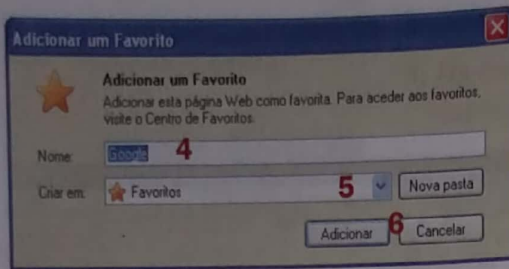 Adicionar um Favorito
Adicionar um Favorito
Adicionar esta página Web como favorita. Para aceder aos favoritos,
visite o Centro de Favoritos.
Nome: Google 4
Criar em: Favoritos 5 Nova pasta
Adicionar 6 Cancelar